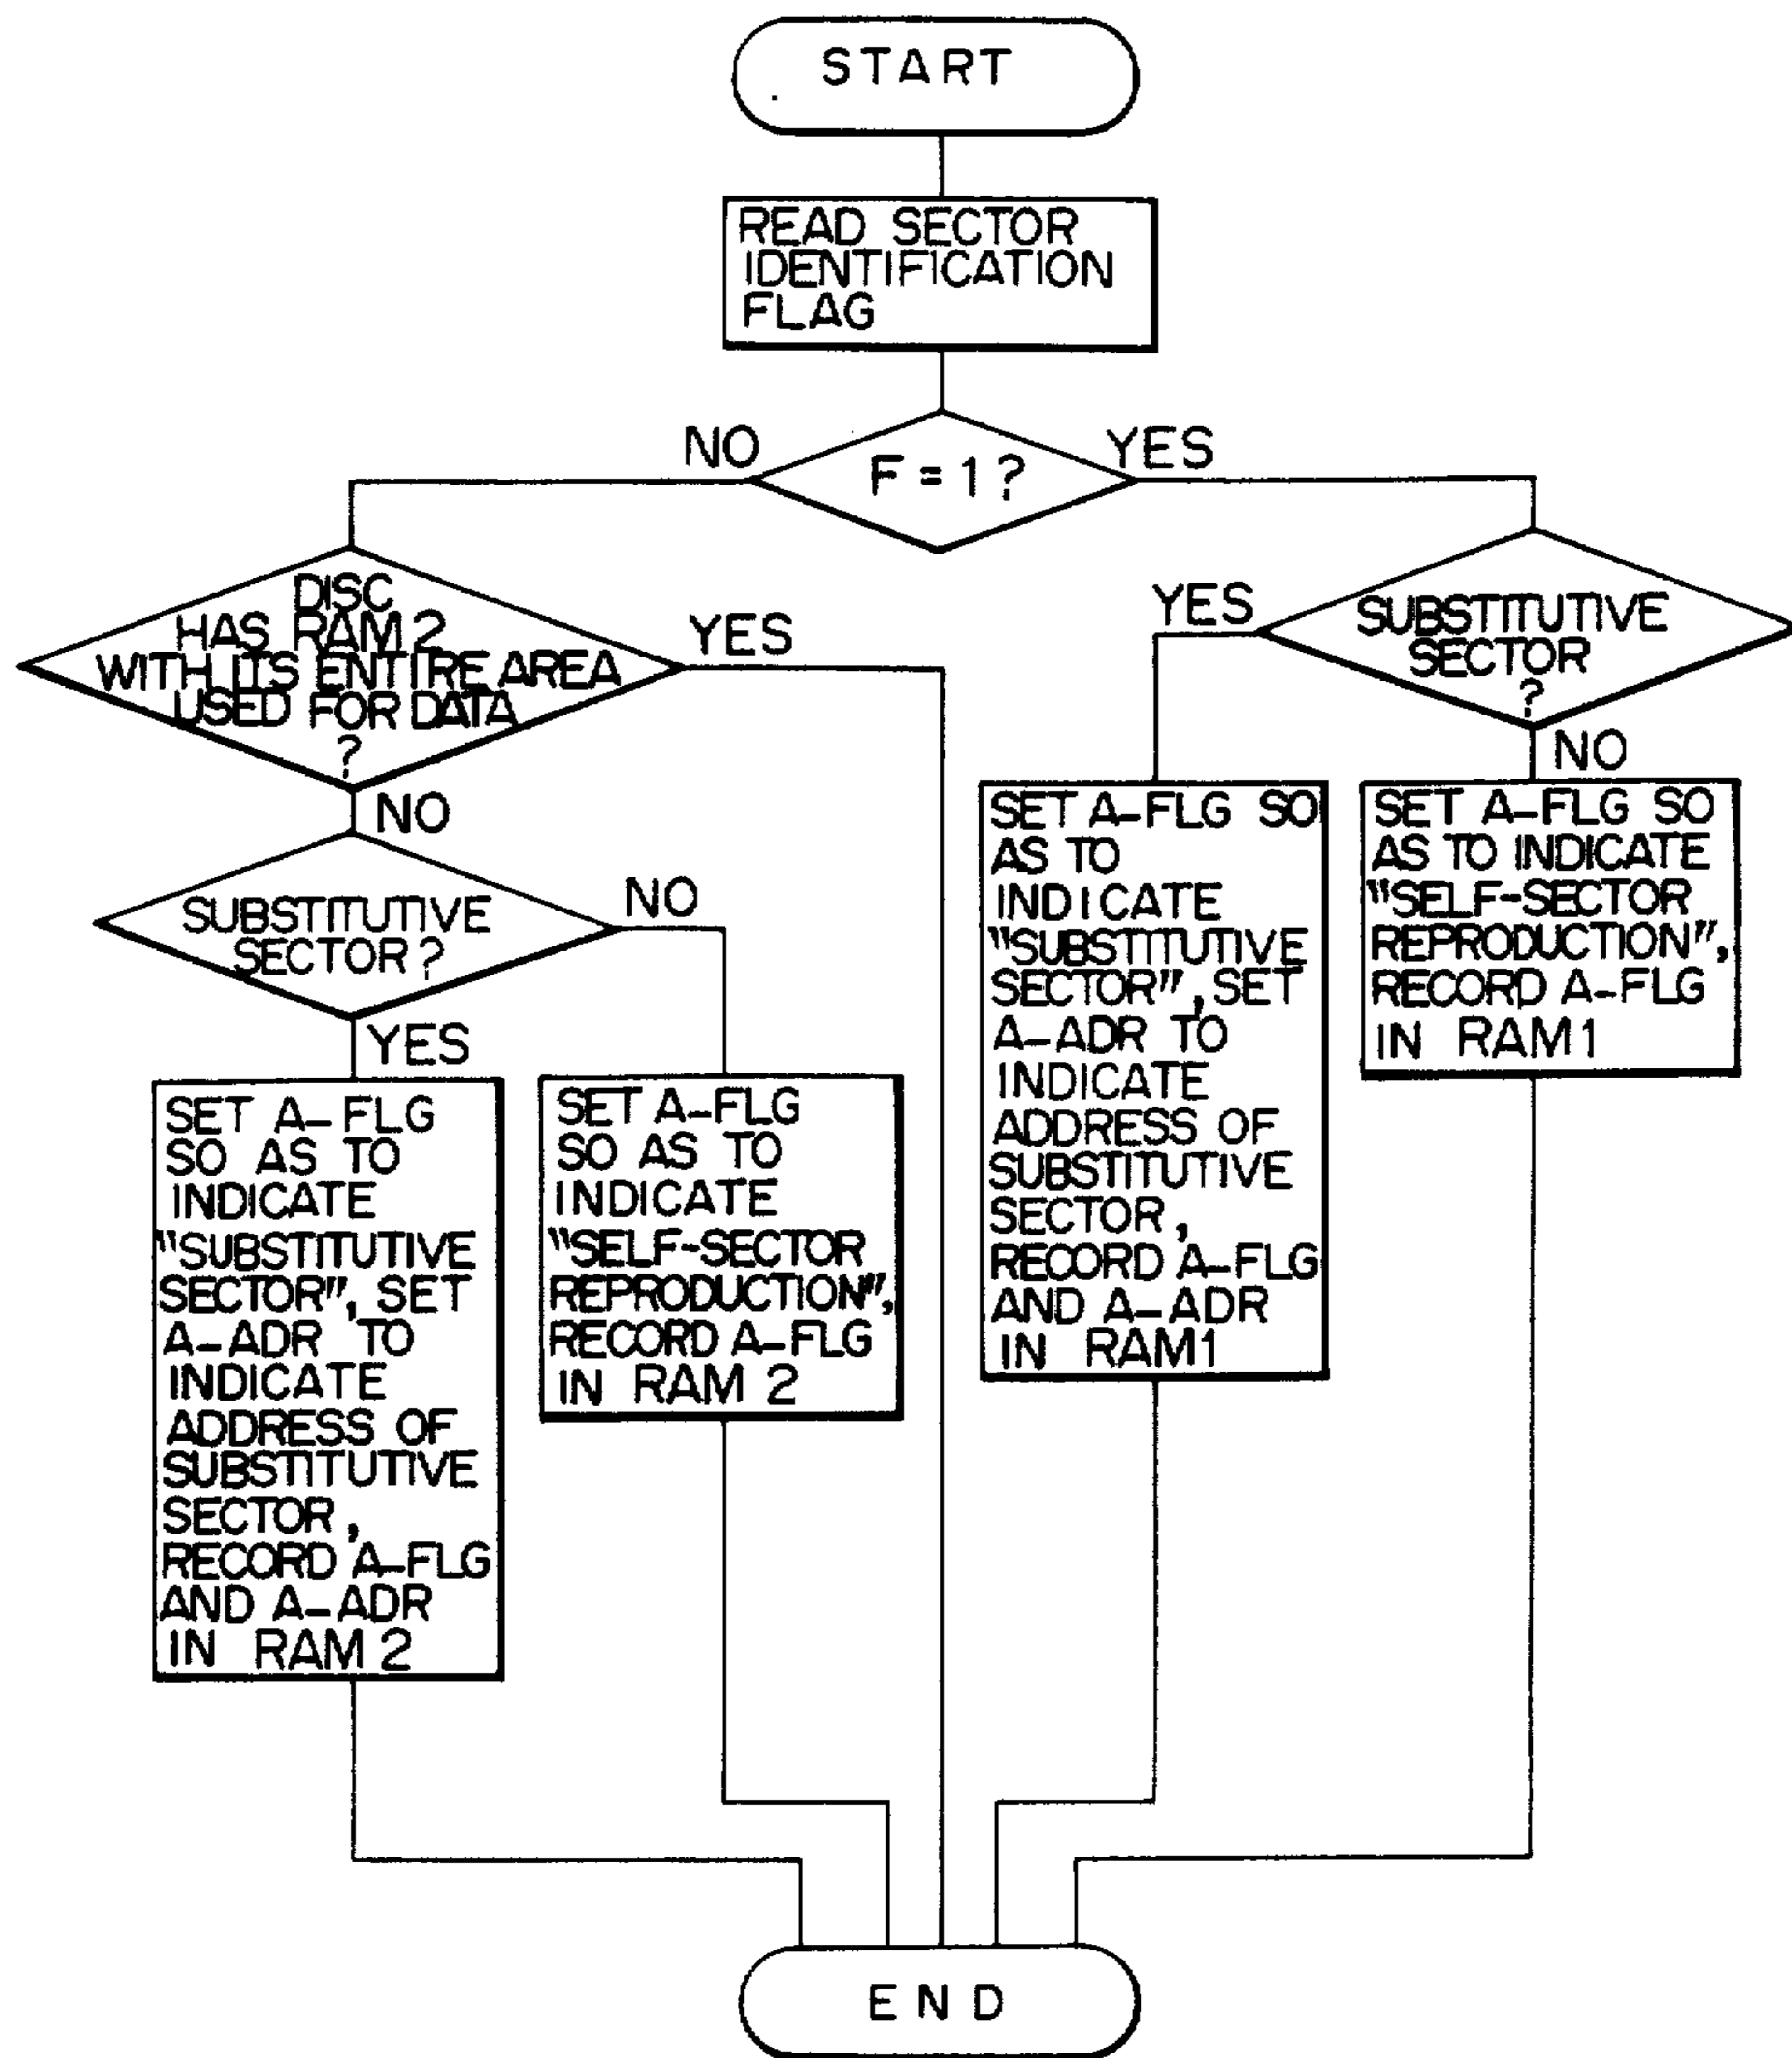 START
READ SECTOR
IDENTIFICATION
FLAG
NO
F = 1 ?
YES
DISC
HAS RAM 2
WITH ITS ENTIRE AREA
USED FOR DATA
?
YES
NO
YES
SUBSTITUTIVE
SECTOR
?
NO
SUBSTITUTIVE
SECTOR ?
NO
YES
SET A-FLG
SO AS TO
INDICATE
"SUBSTITUTIVE
SECTOR", SET
A-ADR TO
INDICATE
ADDRESS OF
SUBSTITUTIVE
SECTOR,
RECORD A-FLG
AND A-ADR
IN RAM 2
SET A-FLG
SO AS TO
INDICATE
"SELF-SECTOR
REPRODUCTION",
RECORD A-FLG
IN RAM 2
SET A-FLG SO
AS TO
INDICATE
"SUBSTITUTIVE
SECTOR", SET
A-ADR TO
INDICATE
ADDRESS OF
SUBSTITUTIVE
SECTOR,
RECORD A-FLG
AND A-ADR
IN RAM 1
SET A-FLG SO
AS TO INDICATE
"SELF-SECTOR
REPRODUCTION",
RECORD A-FLG
IN RAM 1
END